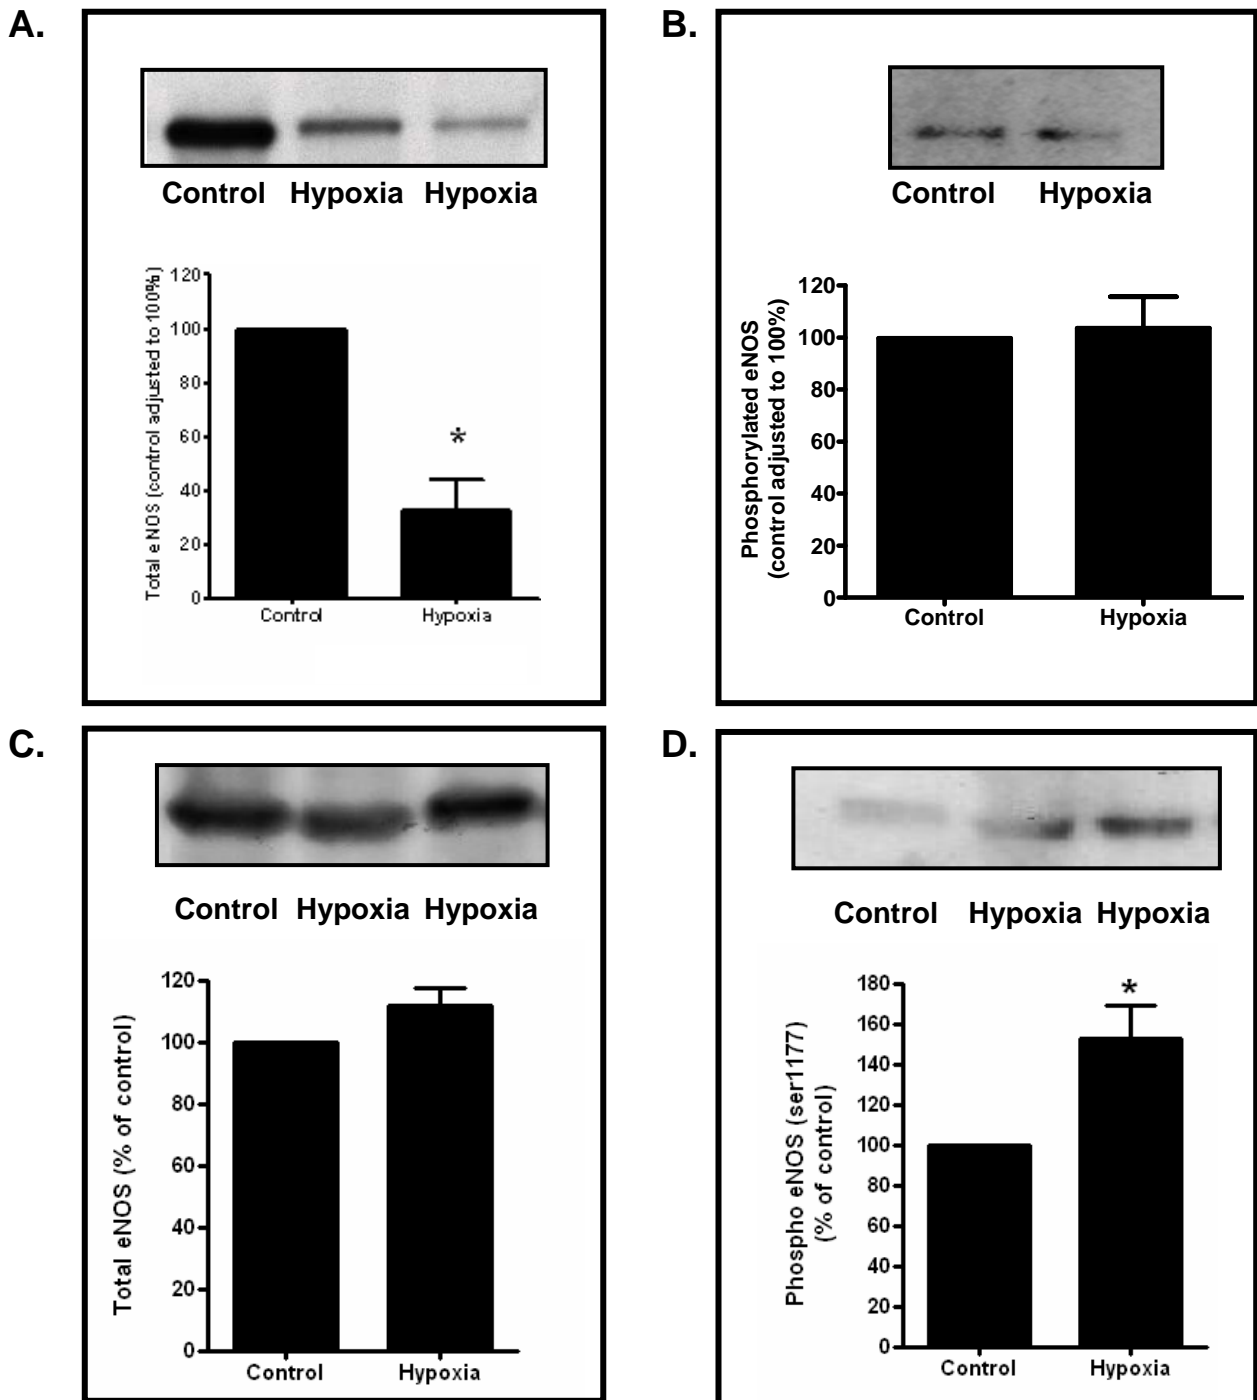 A.
Control Hypoxia Hypoxia
Total eNOS (control adjusted to 100%)
120
100
80
60
40
20
0
*
Control Hypoxia
B.
Control Hypoxia
Phosphorylated eNOS
(control adjusted to 100%)
120
100
80
60
40
20
0
Control Hypoxia
C.
Control Hypoxia Hypoxia
Total eNOS (% of control)
120
100
80
60
40
20
0
Control Hypoxia
D.
Control Hypoxia Hypoxia
Phospho eNOS (ser1177)
(% of control)
180
160
140
120
100
80
60
40
20
0
*
Control Hypoxia